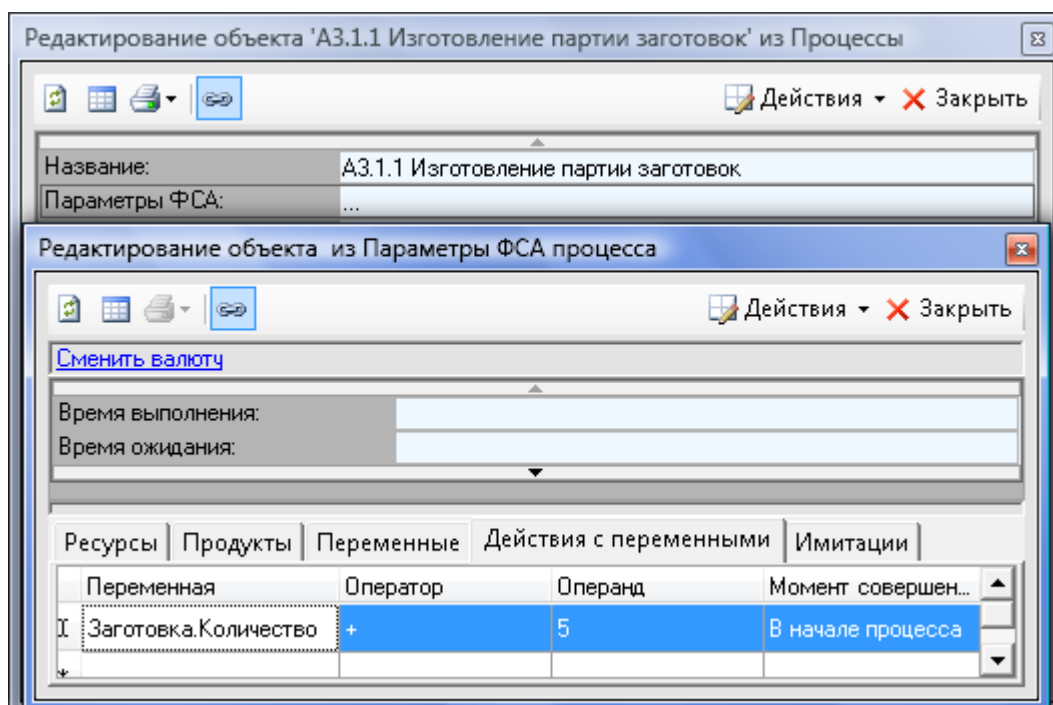 Редактирование объекта 'А3.1.1 Изготовление партии заготовок' из Процессы
Действия Закрыть
Название: А3.1.1 Изготовление партии заготовок
Параметры ФСА: ...
Редактирование объекта из Параметры ФСА процесса
Действия Закрыть
Сменить валюту
Время выполнения:
Время ожидания:
Ресурсы Продукты Переменные Действия с переменными Имитации
Переменная Оператор Операнд Момент совершен...
Заготовка.Количество + 5 В начале процесса
*